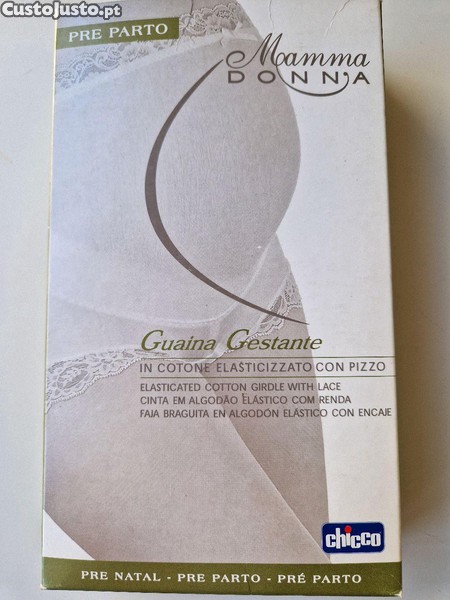 CustoJusto.pt
PRE PARTO
Mamma
DONNA
Guaina Gestante
IN COTONE ELASTICIZZATO CON PIZZO
ELASTICATED COTTON GIRDLE WITH LACE
CINTA EM ALGODÃO ELÁSTICO COM RENDA
FAJA BRAGUITA EN ALGODÓN ELÁSTICO CON ENCAJE
chicco
PRE NATAL - PRE PARTO - PRÉ PARTO